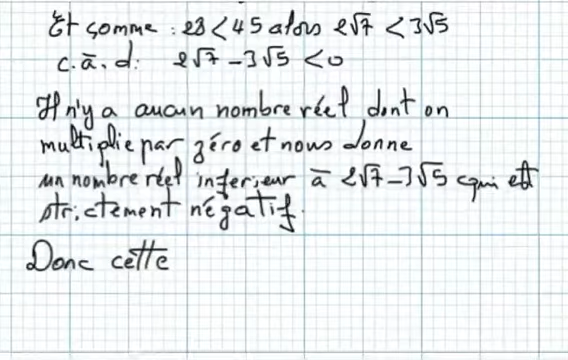 Et comme : 28 < 45 alors 2√7 < 3√5
c.à.d: 2√7 - 3√5 < 0
Il n'y a aucun nombre réel dont on
multiplie par zéro et nous donne
un nombre réel inferieur à 2√7 - 3√5 qui est
strictement négatif.
Donc cette